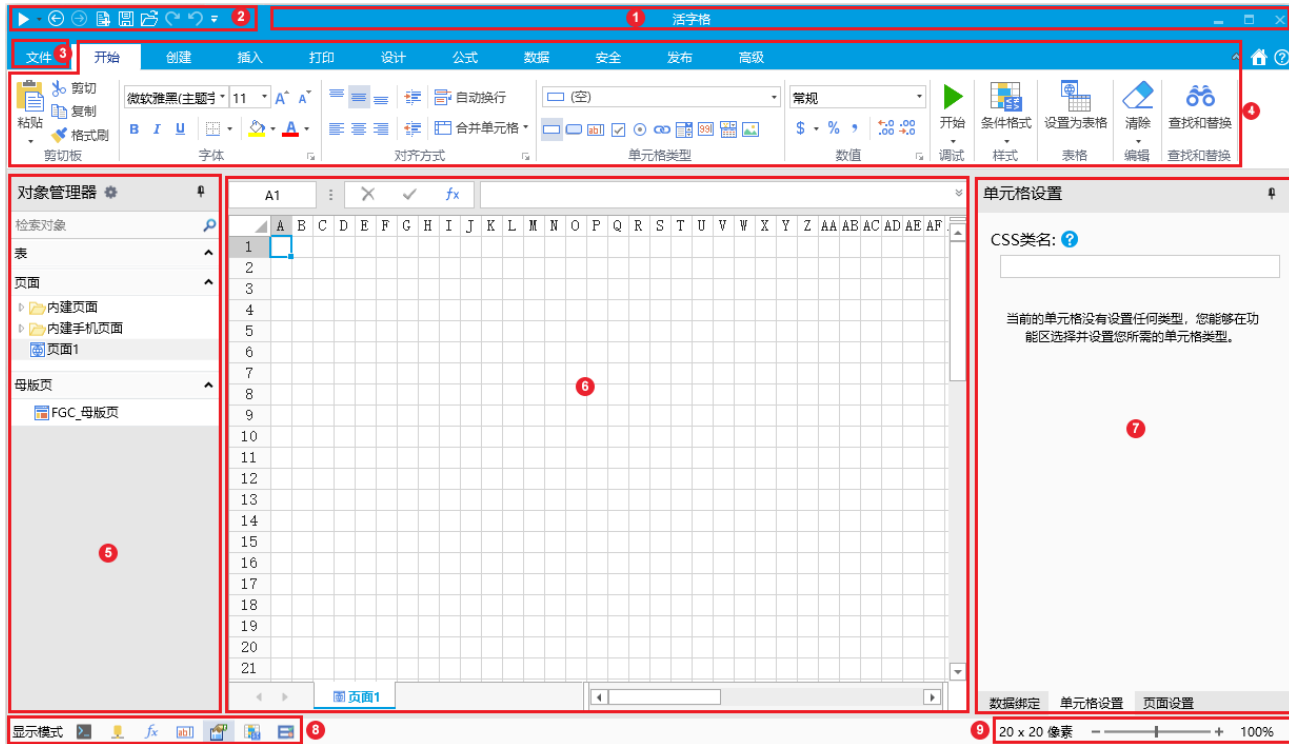 2 1 活字格
文件 3 开始 创建 插入 打印 设计 公式 数据 安全 发布 高级
剪切 微软雅黑(主题字 11 A A 自动换行 (空) 常规
粘贴 复制 开始 条件格式 设置为表格 清除 查找和替换 4
格式刷 B I U A 合并单元格 ab| 99 $ % , .0 .00 .00 .0
剪贴板 字体 对齐方式 单元格类型 数值 调试 样式 表格 编辑 查找和替换
对象管理器 A1 fx 单元格设置
检索对象 A B C D E F G H I J K L M N O P Q R S T U V W X Y Z AA AB AC AD AE AF
CSS类名: ?
表 1
2
页面 3
内建页面 4
当前的单元格没有设置任何类型，您能够在功
内建手机页面 5
能区选择并设置您所需的单元格类型。
页面1 6
7
母版页 8 6
FGC_母版页 9
10 7
11
12
13
14
5 15
16
17
18
19
20
21
页面1 数据绑定 单元格设置 页面设置
显示模式 fx ab| 8 9 20 x 20 像素 - + 100%